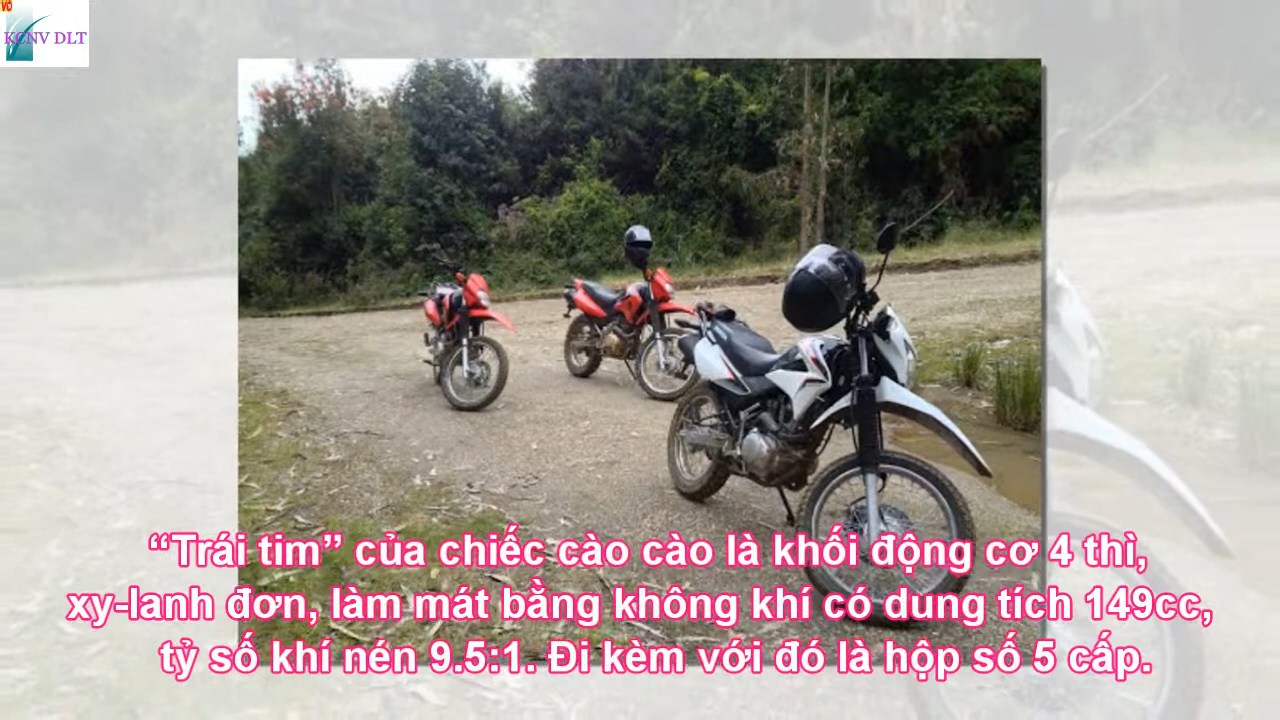 VÕ
KCNV DLT
“Trái tim” của chiếc cào cào là khối động cơ 4 thì,
xy-lanh đơn, làm mát bằng không khí có dung tích 149cc,
tỷ số khí nén 9.5:1. Đi kèm với đó là hộp số 5 cấp.